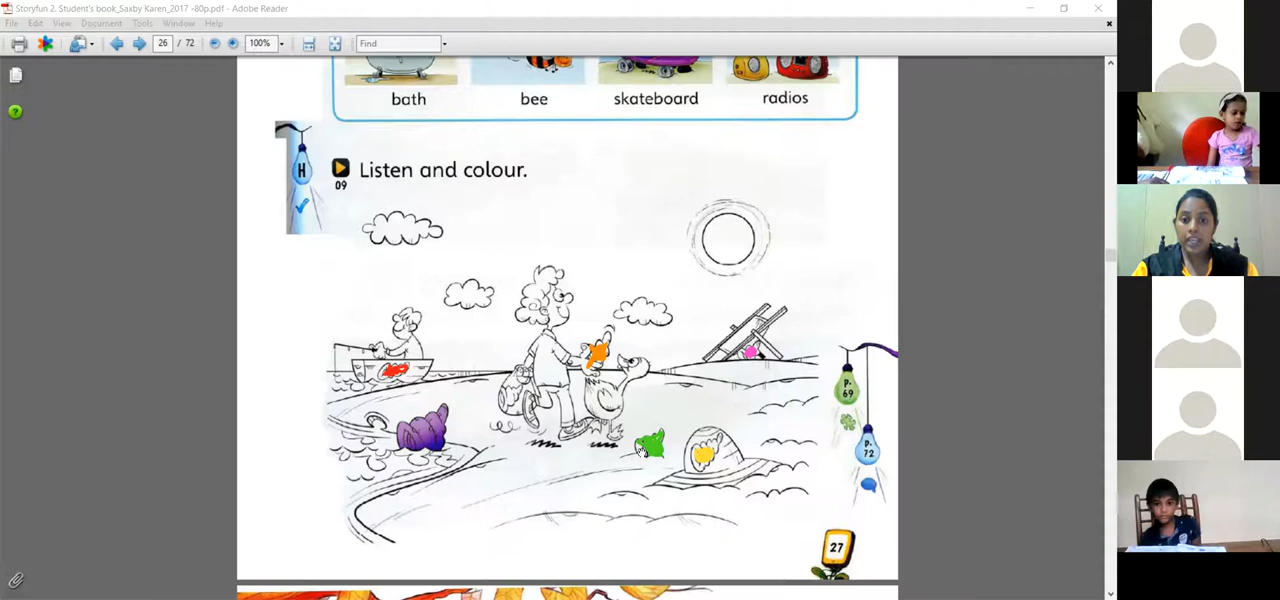 Storyfun 2. Student's book_Saxby Karen_2017 -80p.pdf - Adobe Reader
File Edit View Document Tools Window Help
26 / 72 100% Find
bath bee skateboard radios
H
09
Listen and colour.
p.
69
p.
72
27